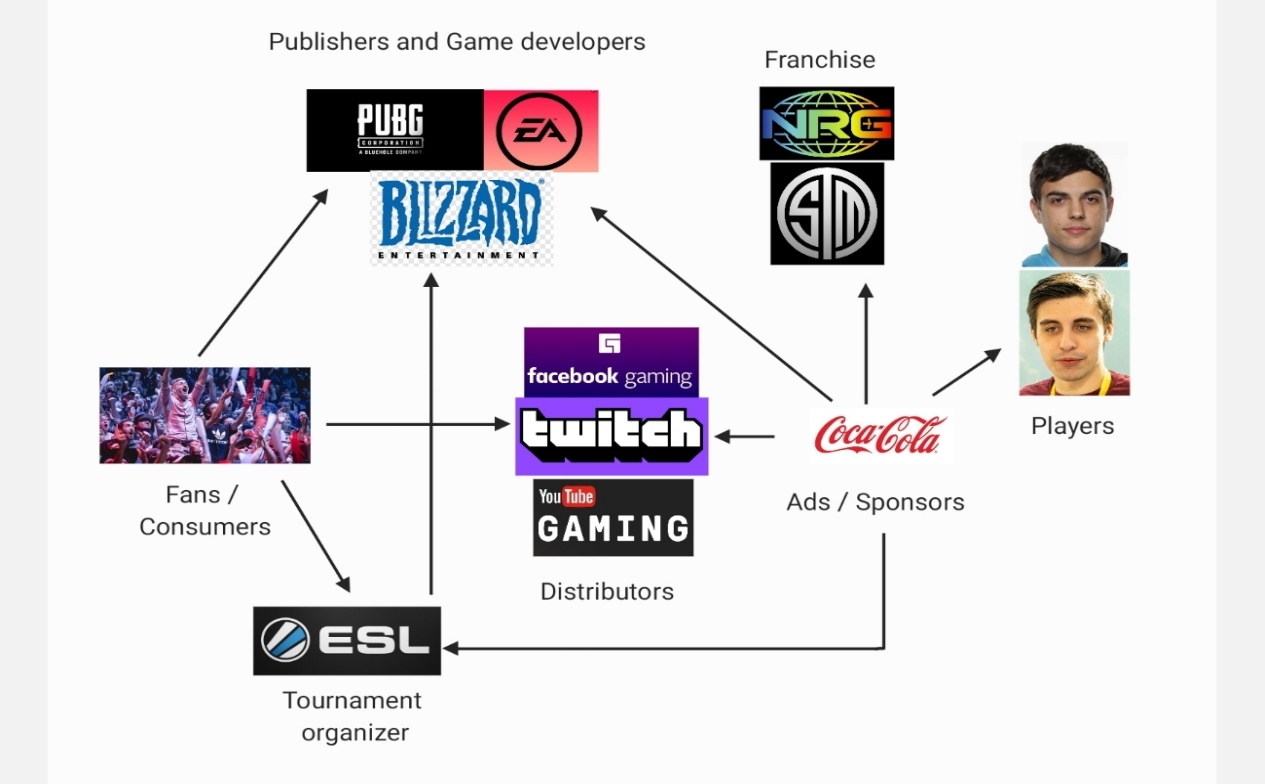 Publishers and Game developers
Franchise
PUBG
CORPORATION
A BLUEHOLE COMPANY
EA
NRG
BLIZZARD
ENTERTAINMENT
TSM
facebook gaming
twitch
YouTube
GAMING
Coca-Cola
Players
Fans /
Consumers
Ads / Sponsors
Distributors
ESL
Tournament
organizer